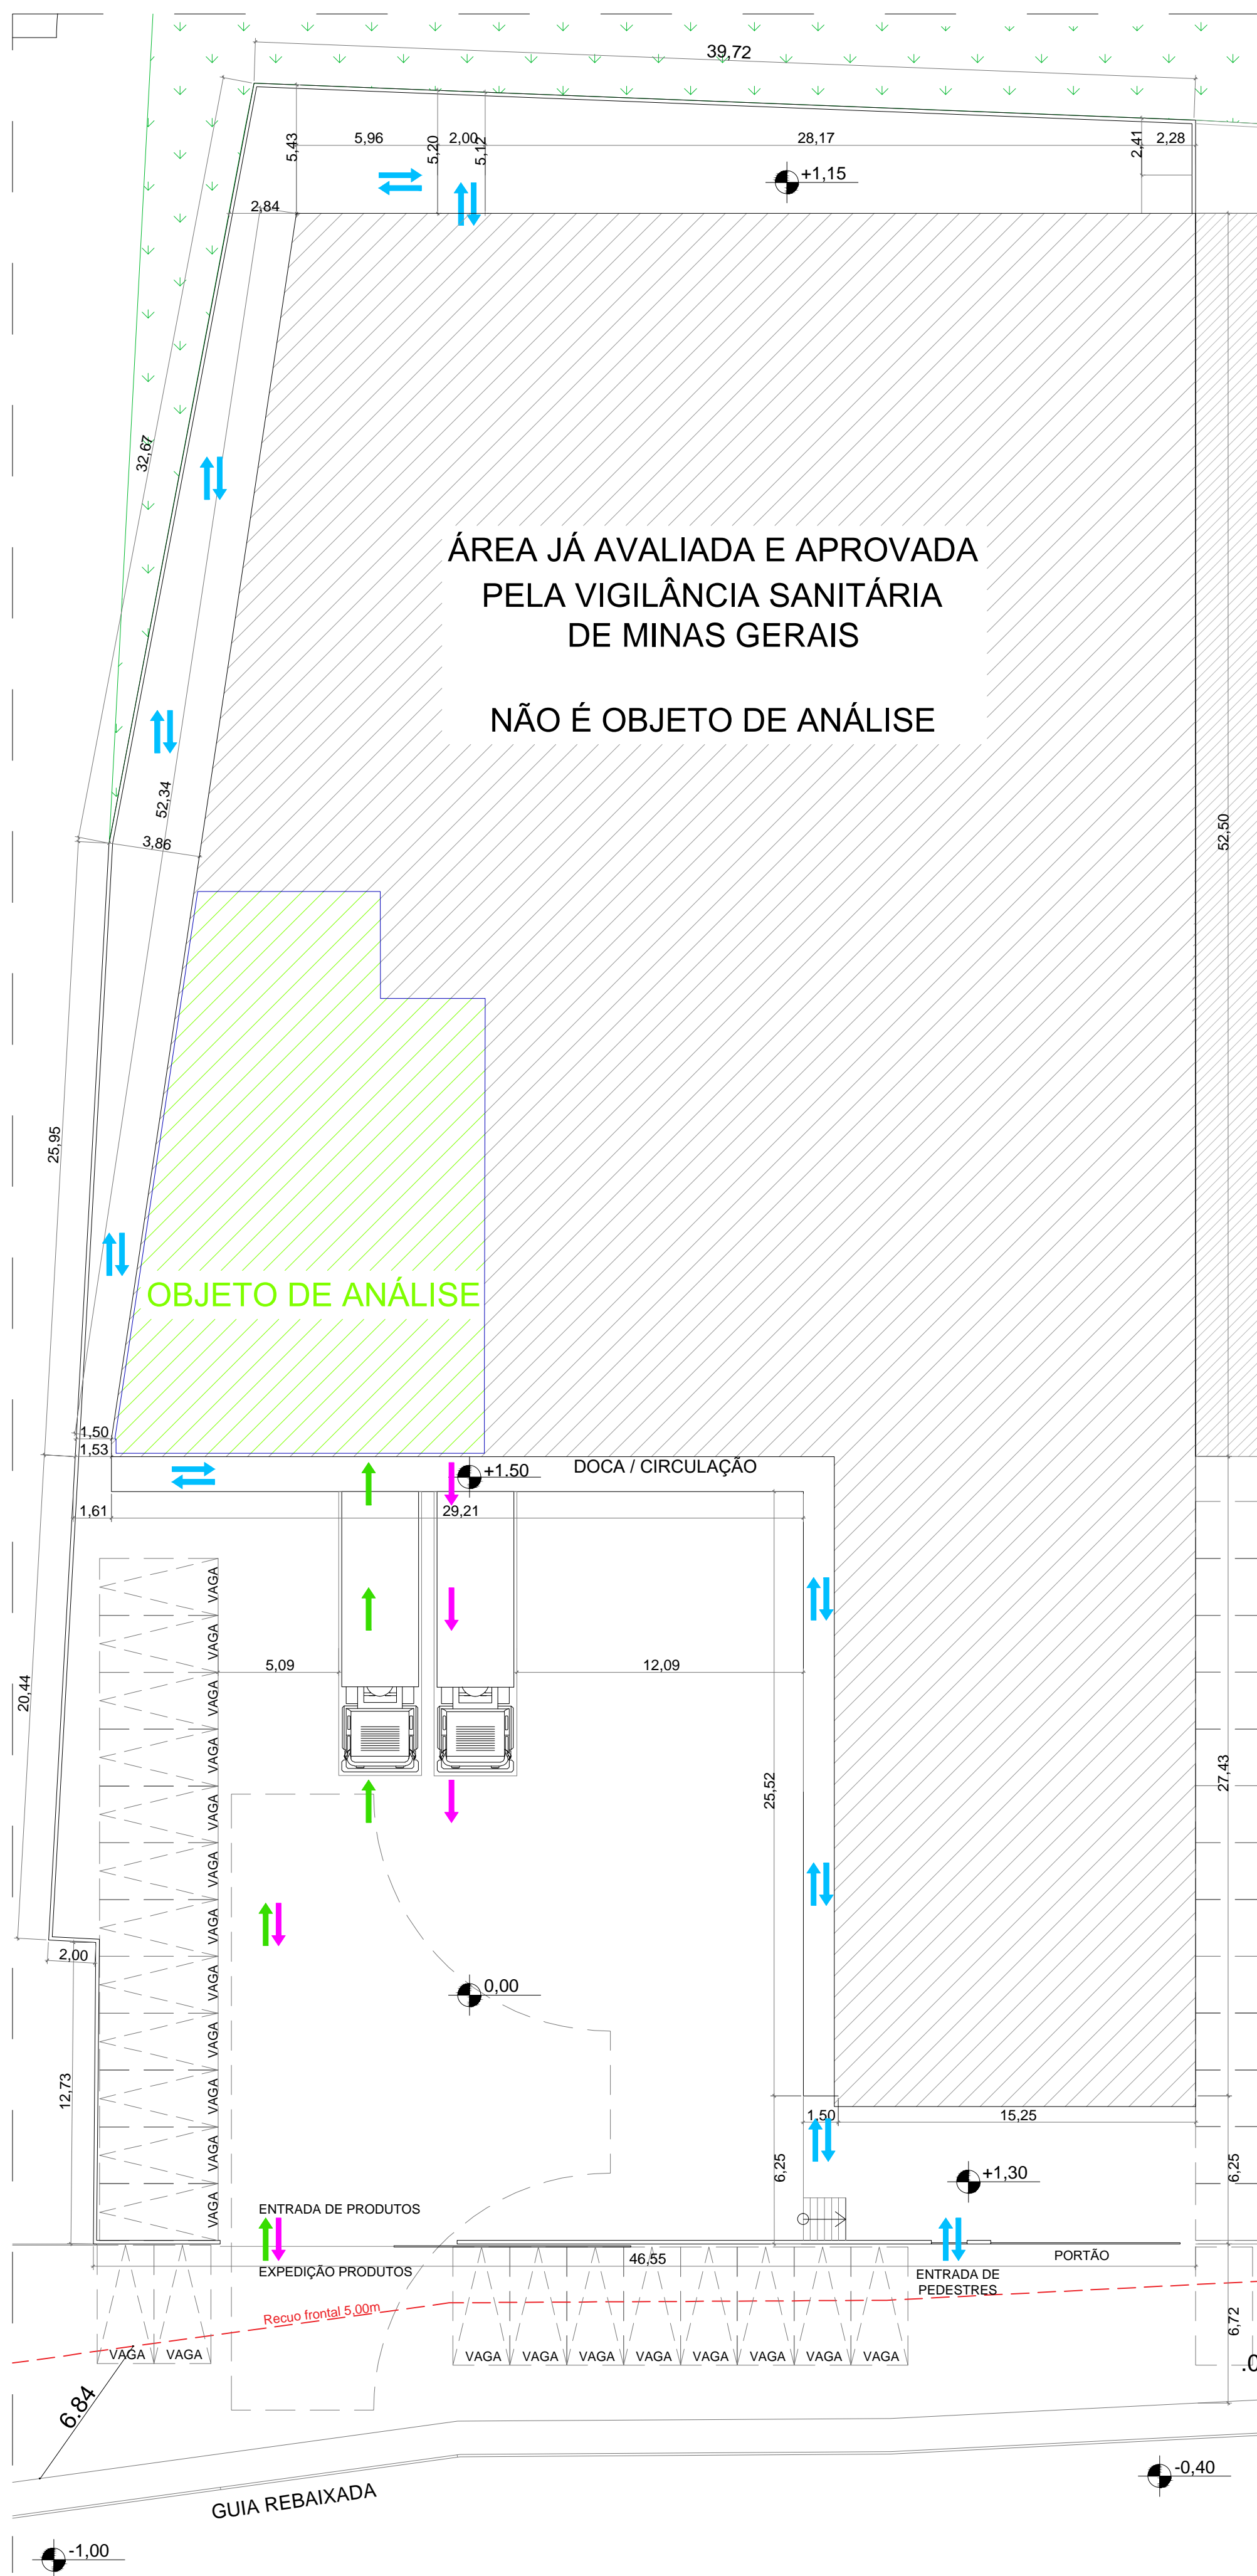 39,72
5,43
5,96
5,20
2,00
5,12
28,17
2,41
2,28
+1,15
2,84
32,67
ÁREA JÁ AVALIADA E APROVADA
PELA VIGILÂNCIA SANITÁRIA
DE MINAS GERAIS
NÃO É OBJETO DE ANÁLISE
52,34
52,50
3,86
25,95
OBJETO DE ANÁLISE
1,50
1,53
+1.50
DOCA / CIRCULAÇÃO
1,61
29,21
VAGA
VAGA
VAGA
VAGA
VAGA
VAGA
VAGA
VAGA
VAGA
VAGA
VAGA
VAGA
5,09
12,09
20,44
25,52
27,43
2,00
0,00
12,73
1,50
15,25
6,25
+1,30
6,25
ENTRADA DE PRODUTOS
EXPEDIÇÃO PRODUTOS
46,55
PORTÃO
ENTRADA DE
PEDESTRES
Recuo frontal 5,00m
6,72
VAGA VAGA
VAGA VAGA VAGA VAGA VAGA VAGA VAGA VAGA
.0
6.84
GUIA REBAIXADA
-0,40
-1,00